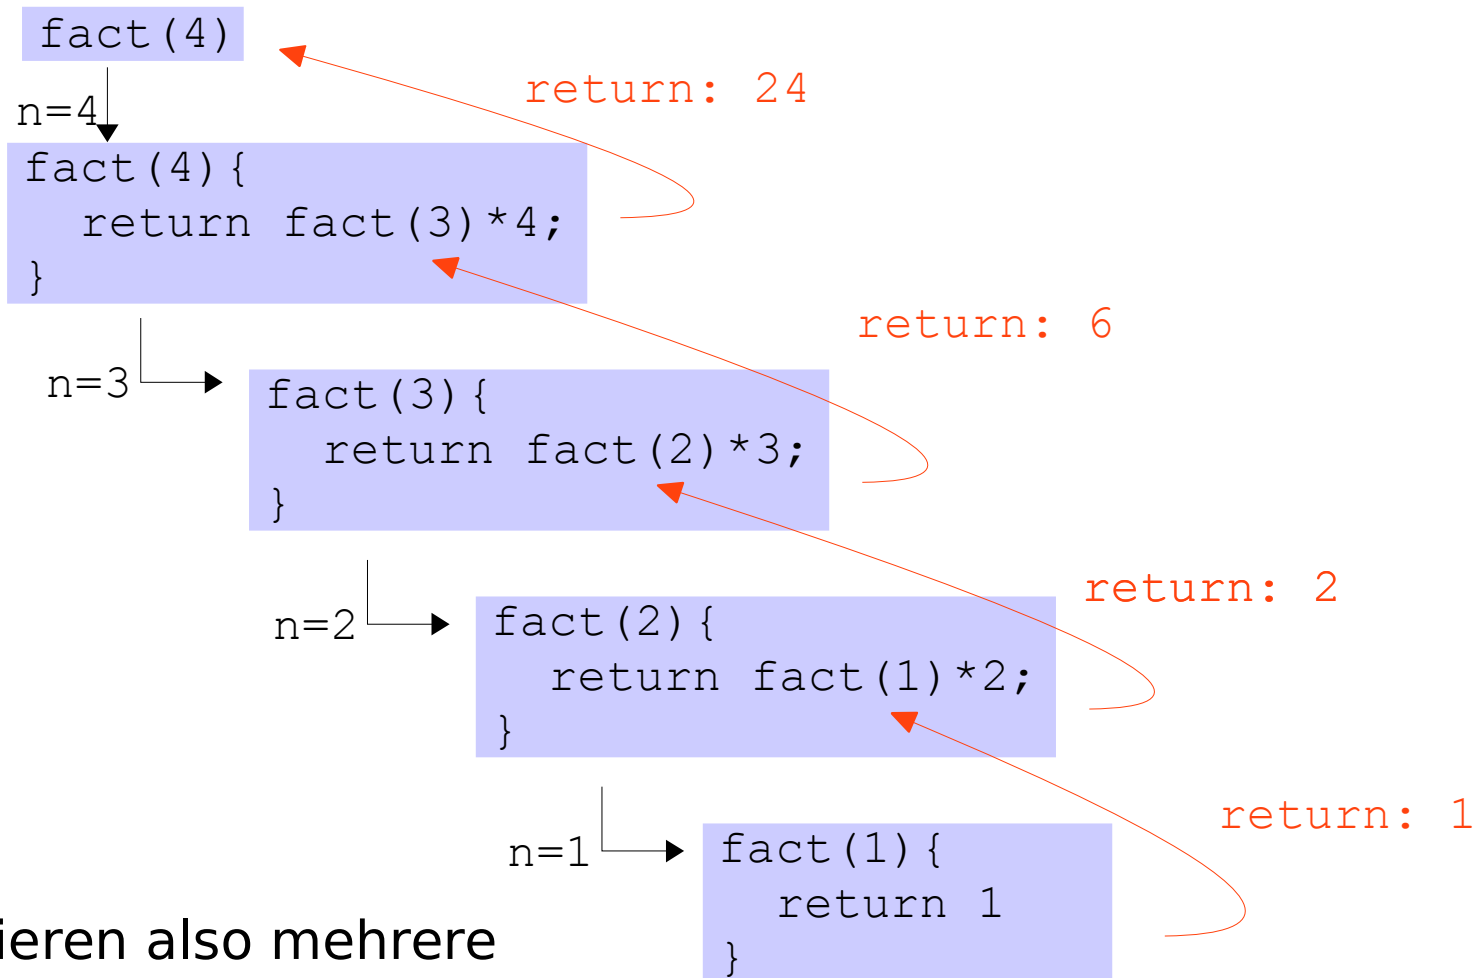 fact(4)
return: 24
n=4
fact(4){
return fact(3)*4;
}
return: 6
n=3
fact(3){
return fact(2)*3;
}
return: 2
n=2
fact(2){
return fact(1)*2;
}
return: 1
n=1
fact(1){
return 1
}
ieren also mehrere